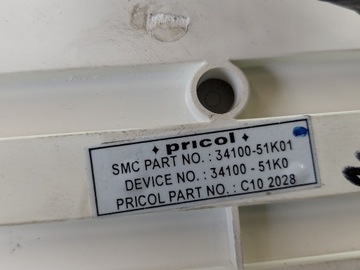 ✦ pricol ✦
SMC PART NO. : 34100-51K01
DEVICE NO. : 34100 - 51K0
PRICOL PART NO. : C10 2028